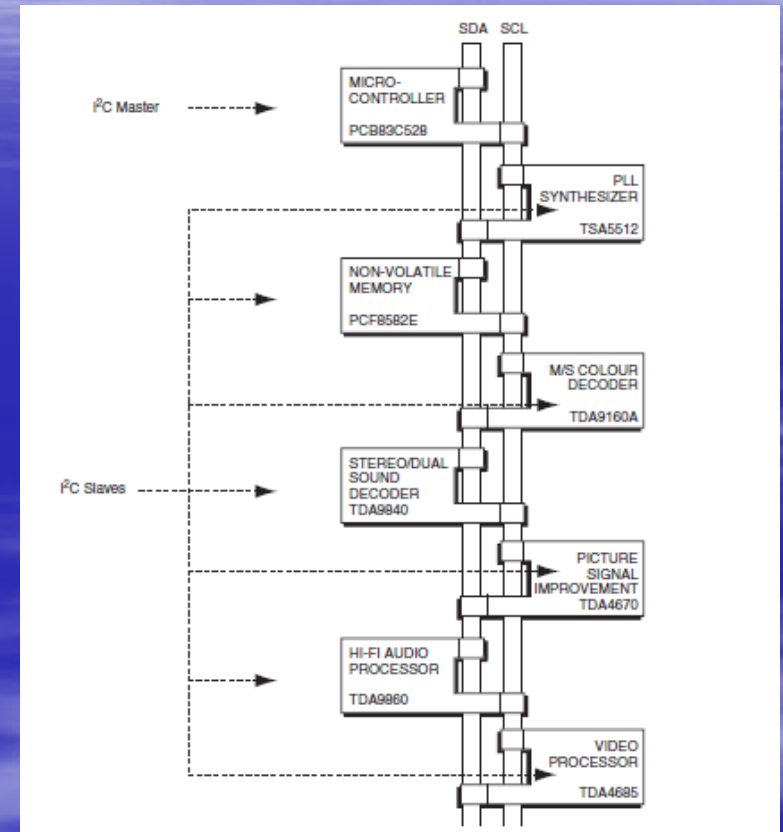 SDA SCL
I²C Master
MICRO-
CONTROLLER
PCB83C528
PLL
SYNTHESIZER
TSA5512
NON-VOLATILE
MEMORY
PCF8582E
M/S COLOUR
DECODER
TDA9160A
I²C Slaves
STEREO/DUAL
SOUND
DECODER
TDA9840
PICTURE
SIGNAL
IMPROVEMENT
TDA4670
HI-FI AUDIO
PROCESSOR
TDA9860
VIDEO
PROCESSOR
TDA4685